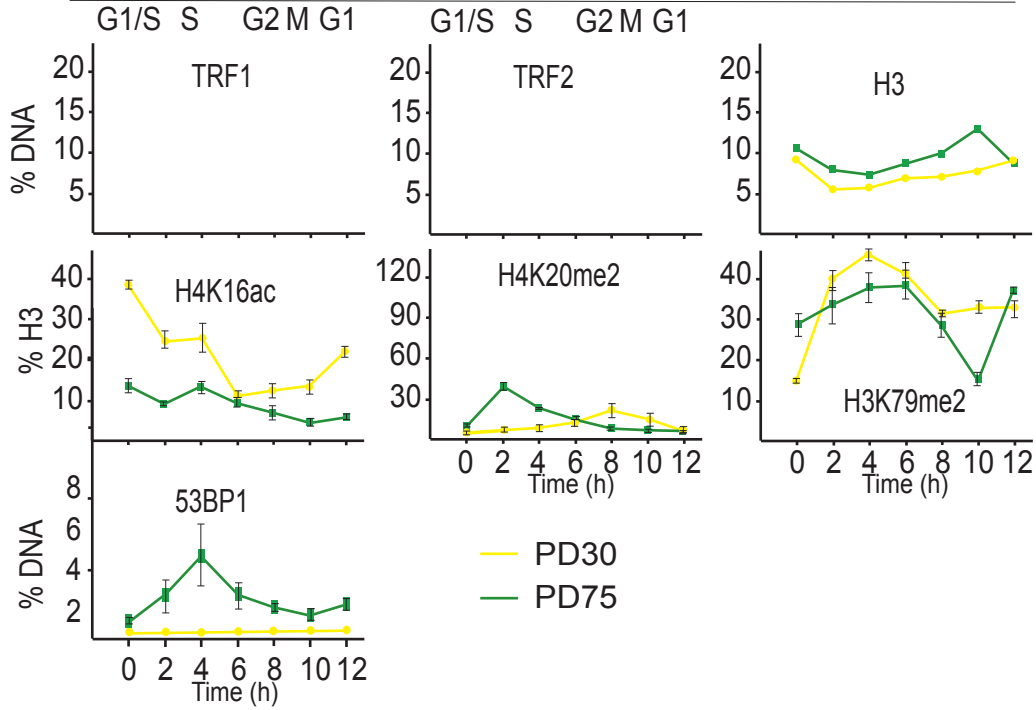 G1/S S G2 M G1 G1/S S G2 M G1
TRF1
% DNA
20
15
10
5
TRF2
20
15
10
5
H3
20
15
10
5
H4K16ac
% H3
40
30
20
10
H4K20me2
120
90
60
30
0 2 4 6 8 10 12
Time (h)
H3K79me2
40
30
20
10
0 2 4 6 8 10 12
Time (h)
53BP1
% DNA
8
6
4
2
0 2 4 6 8 10 12
Time (h)
PD30
PD75